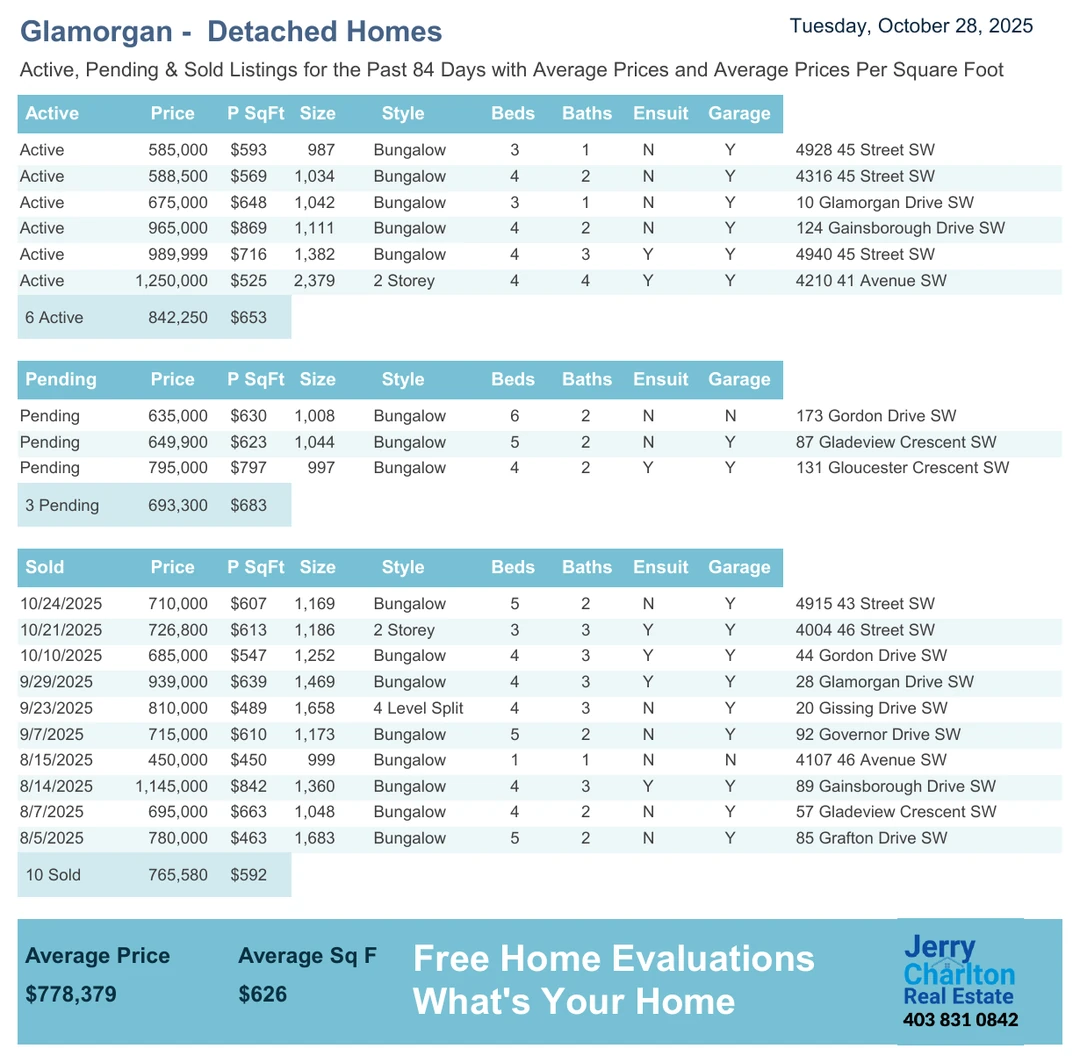 Glamorgan - Detached Homes
Tuesday, October 28, 2025
Active, Pending & Sold Listings for the Past 84 Days with Average Prices and Average Prices Per Square Foot
Active Price P SqFt Size Style Beds Baths Ensuit Garage
Active 585,000 $593 987 Bungalow 3 1 N Y 4928 45 Street SW
Active 588,500 $569 1,034 Bungalow 4 2 N Y 4316 45 Street SW
Active 675,000 $648 1,042 Bungalow 3 1 N Y 10 Glamorgan Drive SW
Active 965,000 $869 1,111 Bungalow 4 2 N Y 124 Gainsborough Drive SW
Active 989,999 $716 1,382 Bungalow 4 3 Y Y 4940 45 Street SW
Active 1,250,000 $525 2,379 2 Storey 4 4 Y Y 4210 41 Avenue SW
6 Active 842,250 $653
Pending Price P SqFt Size Style Beds Baths Ensuit Garage
Pending 635,000 $630 1,008 Bungalow 6 2 N N 173 Gordon Drive SW
Pending 649,900 $623 1,044 Bungalow 5 2 N Y 87 Gladeview Crescent SW
Pending 795,000 $797 997 Bungalow 4 2 Y Y 131 Gloucester Crescent SW
3 Pending 693,300 $683
Sold Price P SqFt Size Style Beds Baths Ensuit Garage
10/24/2025 710,000 $607 1,169 Bungalow 5 2 N Y 4915 43 Street SW
10/21/2025 726,800 $613 1,186 2 Storey 3 3 Y Y 4004 46 Street SW
10/10/2025 685,000 $547 1,252 Bungalow 4 3 Y Y 44 Gordon Drive SW
9/29/2025 939,000 $639 1,469 Bungalow 4 3 Y Y 28 Glamorgan Drive SW
9/23/2025 810,000 $489 1,658 4 Level Split 4 3 N Y 20 Gissing Drive SW
9/7/2025 715,000 $610 1,173 Bungalow 5 2 N Y 92 Governor Drive SW
8/15/2025 450,000 $450 999 Bungalow 1 1 N N 4107 46 Avenue SW
8/14/2025 1,145,000 $842 1,360 Bungalow 4 3 Y Y 89 Gainsborough Drive SW
8/7/2025 695,000 $663 1,048 Bungalow 4 2 N Y 57 Gladeview Crescent SW
8/5/2025 780,000 $463 1,683 Bungalow 5 2 N Y 85 Grafton Drive SW
10 Sold 765,580 $592
Average Price Average Sq F
$778,379 $626
Free Home Evaluations
What's Your Home
Jerry
Charlton
Real Estate
403 831 0842